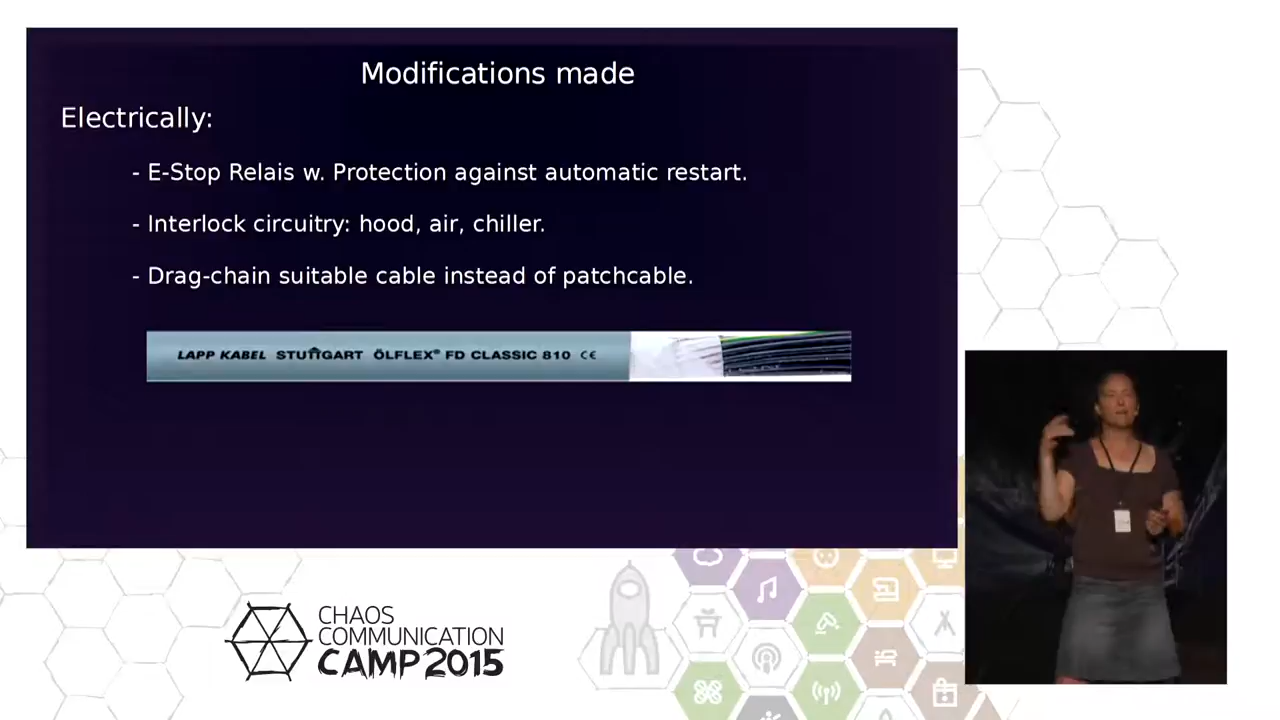 Modifications made
Electrically:
- E-Stop Relais w. Protection against automatic restart.
- Interlock circuitry: hood, air, chiller.
- Drag-chain suitable cable instead of patchcable.
LAPP KABEL STUTTGART ÖLFLEX® FD CLASSIC 810 CE
CHAOS
COMMUNICATION
CAMP 2015